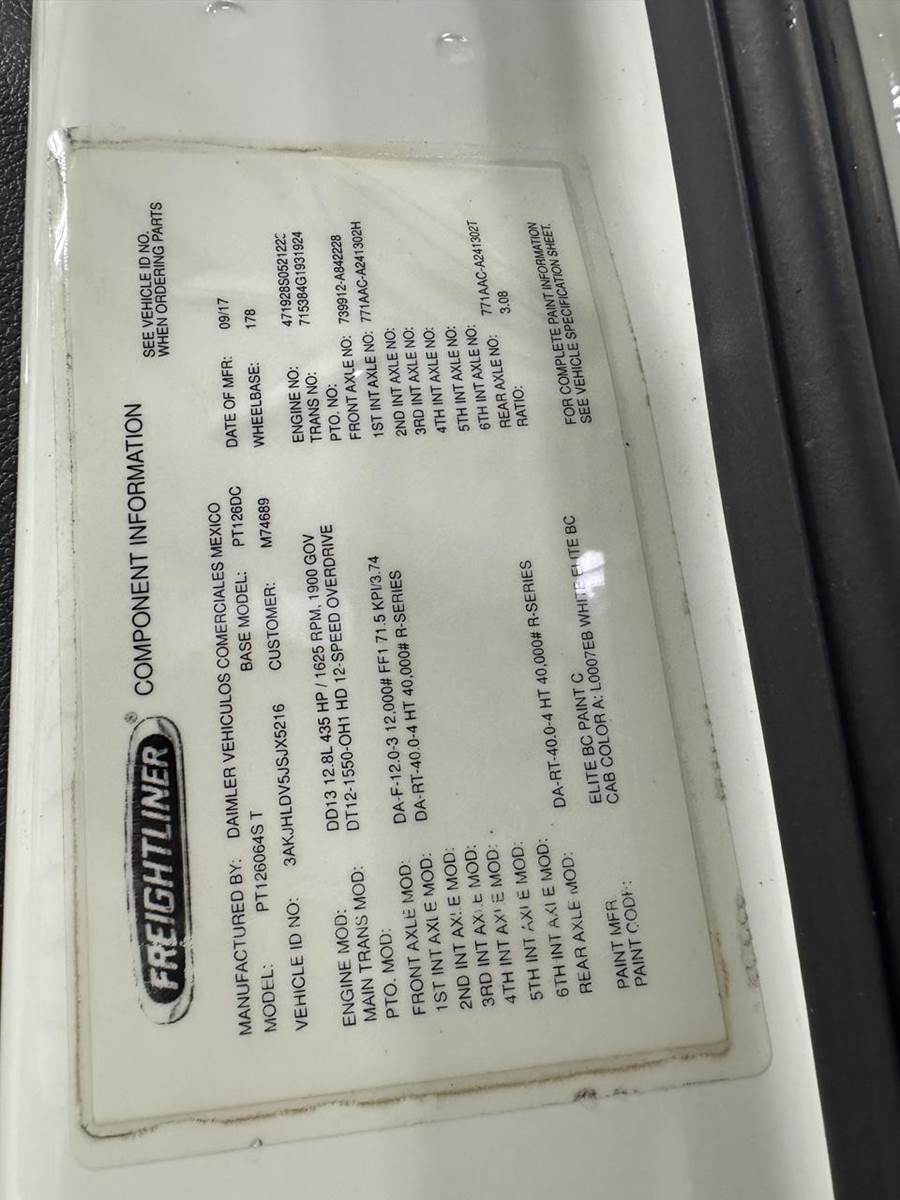 FREIGHTLINER® COMPONENT INFORMATION
SEE VEHICLE ID NO.
WHEN ORDERING PARTS
MANUFACTURED BY: DAIMLER VEHICULOS COMERCIALES MEXICO
DATE OF MFR: 09/17
MODEL: PT126064S T BASE MODEL: PT126DC
WHEELBASE: 178
VEHICLE ID NO: 3AKJHLDV5JSJX5216 CUSTOMER: M74689
ENGINE MOD: DD13 12.8L 435 HP / 1625 RPM, 1900 GOV
ENGINE NO: 471928S0521222
MAIN TRANS MOD: DT12-1550-OH1 HD 12-SPEED OVERDRIVE
TRANS NO: 715384G1931924
PTO. MOD:
PTO. NO:
FRONT AXLE MOD: DA-F-12.0-3 12,000# FF1 71.5 KPI/3.74
FRONT AXLE NO: 739912-A842228
1ST INT AXLE MOD: DA-RT-40.0-4 HT 40,000# R-SERIES
1ST INT AXLE NO: 771AAC-A241302H
2ND INT AXLE MOD:
2ND INT AXLE NO:
3RD INT AXLE MOD:
3RD INT AXLE NO:
4TH INT AXLE MOD:
4TH INT AXLE NO:
5TH INT AXLE MOD:
5TH INT AXLE NO:
6TH INT AXLE MOD:
6TH INT AXLE NO:
REAR AXLE MOD: DA-RT-40.0-4 HT 40,000# R-SERIES
REAR AXLE NO: 771AAC-A241302T
RATIO: 3.08
PAINT MFR ELITE BC PAINT C
PAINT CODE: CAB COLOR A: L0007EB WHITE ELITE BC
FOR COMPLETE PAINT INFORMATION
SEE VEHICLE SPECIFICATION SHEET.